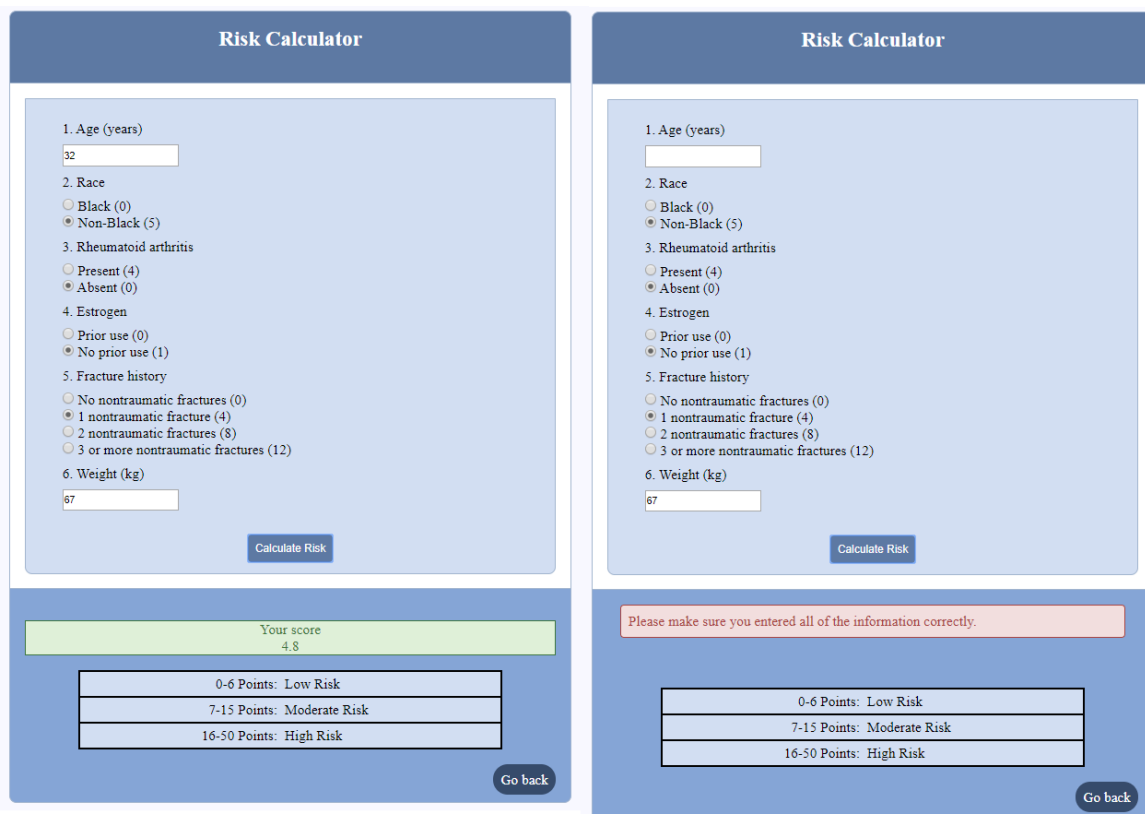 Risk Calculator
1. Age (years)
32
2. Race
Black (0)
Non-Black (5)
3. Rheumatoid arthritis
Present (4)
Absent (0)
4. Estrogen
Prior use (0)
No prior use (1)
5. Fracture history
No nontraumatic fractures (0)
1 nontraumatic fracture (4)
2 nontraumatic fractures (8)
3 or more nontraumatic fractures (12)
6. Weight (kg)
67
Calculate Risk
Your score
4.8
0-6 Points: Low Risk
7-15 Points: Moderate Risk
16-50 Points: High Risk
Go back
Risk Calculator
1. Age (years)
2. Race
Black (0)
Non-Black (5)
3. Rheumatoid arthritis
Present (4)
Absent (0)
4. Estrogen
Prior use (0)
No prior use (1)
5. Fracture history
No nontraumatic fractures (0)
1 nontraumatic fracture (4)
2 nontraumatic fractures (8)
3 or more nontraumatic fractures (12)
6. Weight (kg)
67
Calculate Risk
Please make sure you entered all of the information correctly.
0-6 Points: Low Risk
7-15 Points: Moderate Risk
16-50 Points: High Risk
Go back